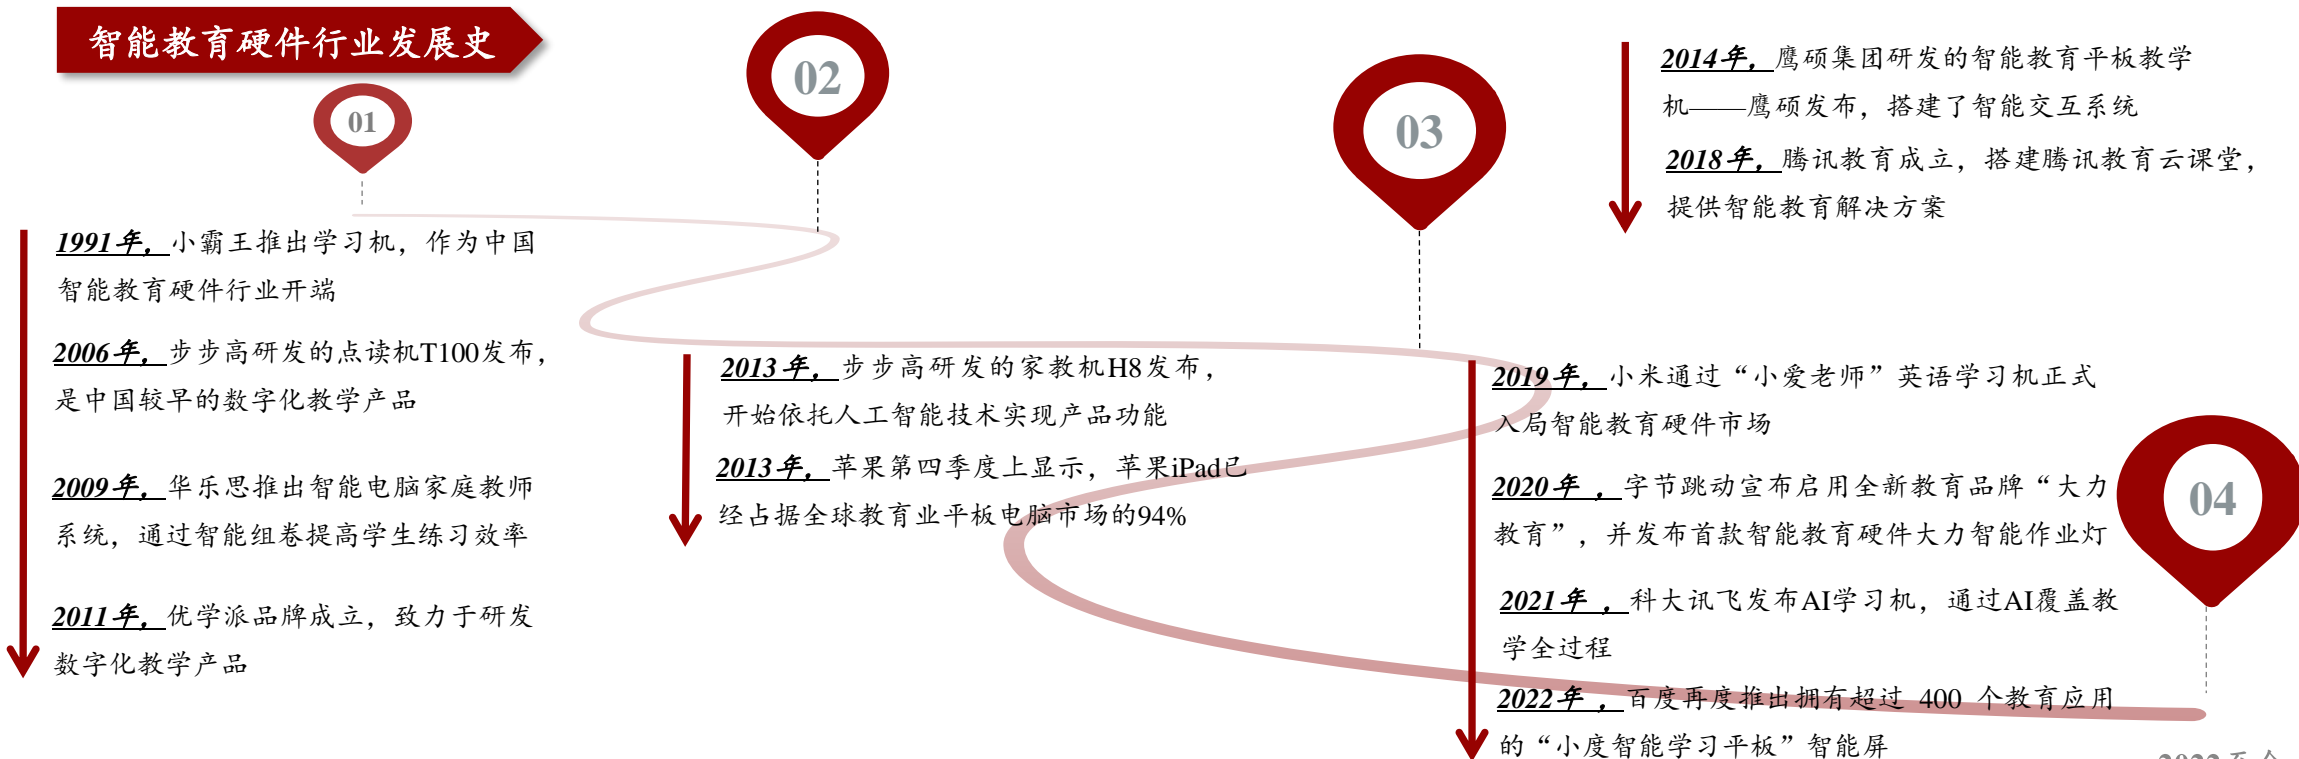 智能教育硬件行业发展史
01
1991年，小霸王推出学习机，作为中国
智能教育硬件行业开端
2006年，步步高研发的点读机T100发布，
是中国较早的数字化教学产品
2009年，华乐思推出智能电脑家庭教师
系统，通过智能组卷提高学生练习效率
2011年，优学派品牌成立，致力于研发
数字化教学产品
02
2013年，步步高研发的家教机H8发布，
开始依托人工智能技术实现产品功能
2013年，苹果第四季度上显示，苹果iPad已
经占据全球教育业平板电脑市场的94%
03
2014年，鹰硕集团研发的智能教育平板教学
机——鹰硕发布，搭建了智能交互系统
2018年，腾讯教育成立，搭建腾讯教育云课堂，
提供智能教育解决方案
2019年，小米通过“小爱老师”英语学习机正式
入局智能教育硬件市场
2020年，字节跳动宣布启用全新教育品牌“大力
教育”，并发布首款智能教育硬件大力智能作业灯
2021年，科大讯飞发布AI学习机，通过AI覆盖教
学全过程
2022年，百度再度推出拥有超过 400 个教育应用
的“小度智能学习平板”智能屏
04